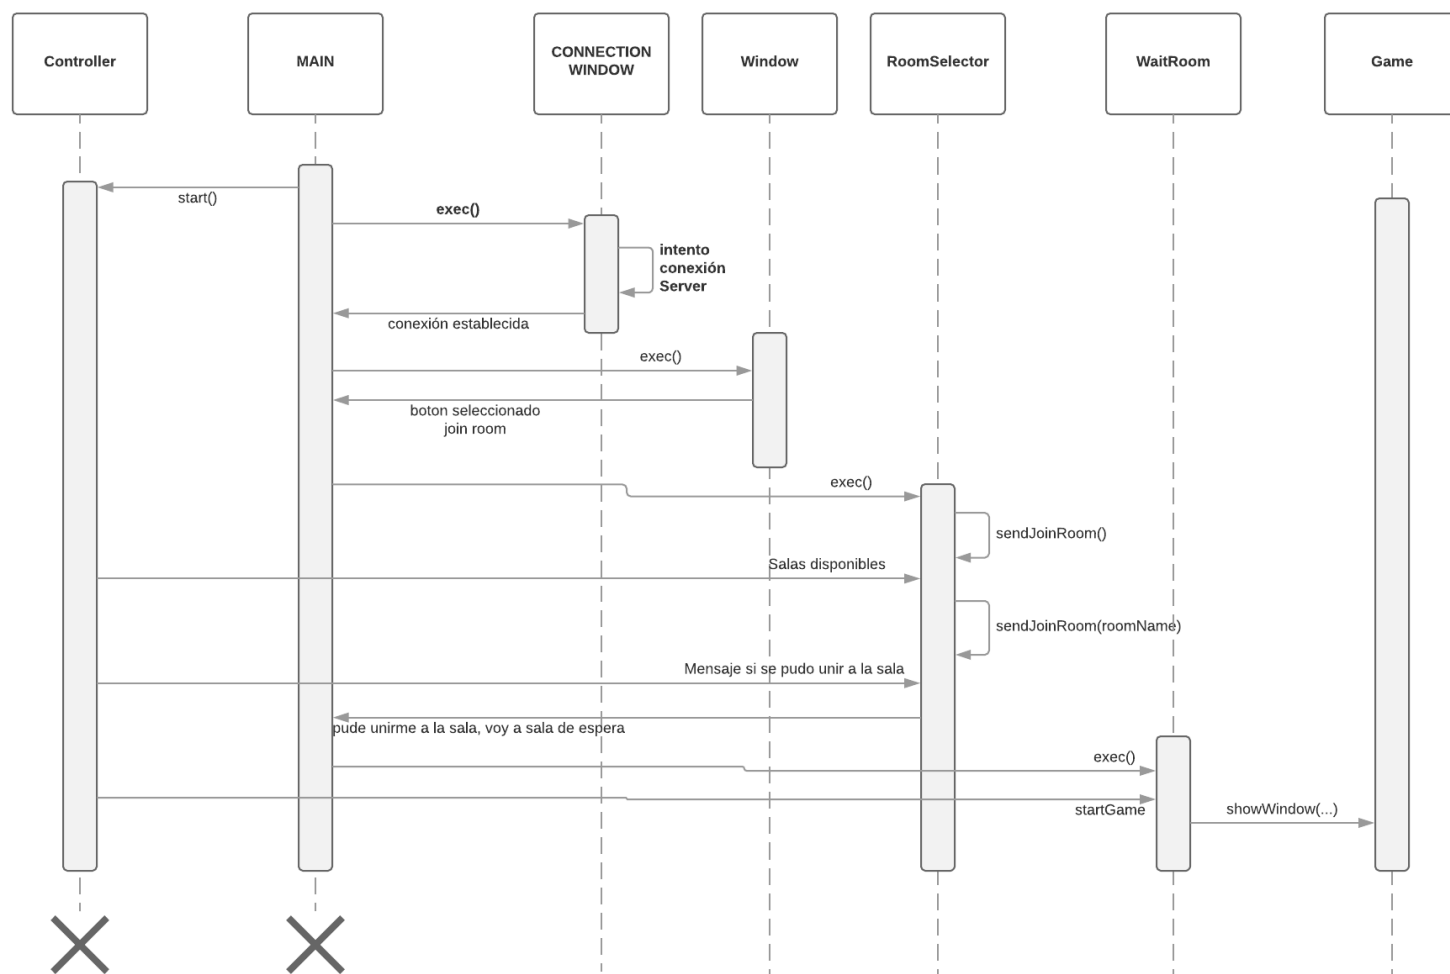 Controller
MAIN
CONNECTION
WINDOW
Window
RoomSelector
WaitRoom
Game
start()
exec()
intento
conexión
Server
conexión establecida
exec()
boton seleccionado
join room
exec()
sendJoinRoom()
Salas disponibles
sendJoinRoom(roomName)
Mensaje si se pudo unir a la sala
pude unirme a la sala, voy a sala de espera
exec()
startGame
showWindow(...)